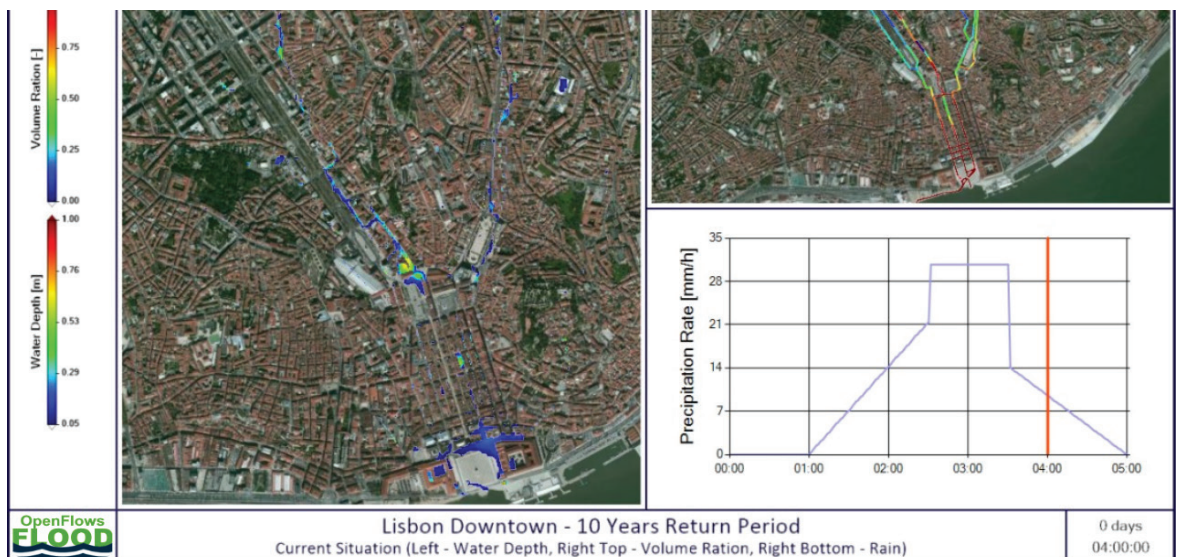 Volume Ration [-]
0.75
0.50
0.25
0.00
Water Depth [m]
1.00
0.76
0.53
0.29
0.05
Precipitation Rate [mm/h]
35
28
21
14
7
0
00:00 01:00 02:00 03:00 04:00 05:00
OpenFlows
FLOOD
Lisbon Downtown - 10 Years Return Period
Current Situation (Left - Water Depth, Right Top - Volume Ration, Right Bottom - Rain)
0 days
04:00:00